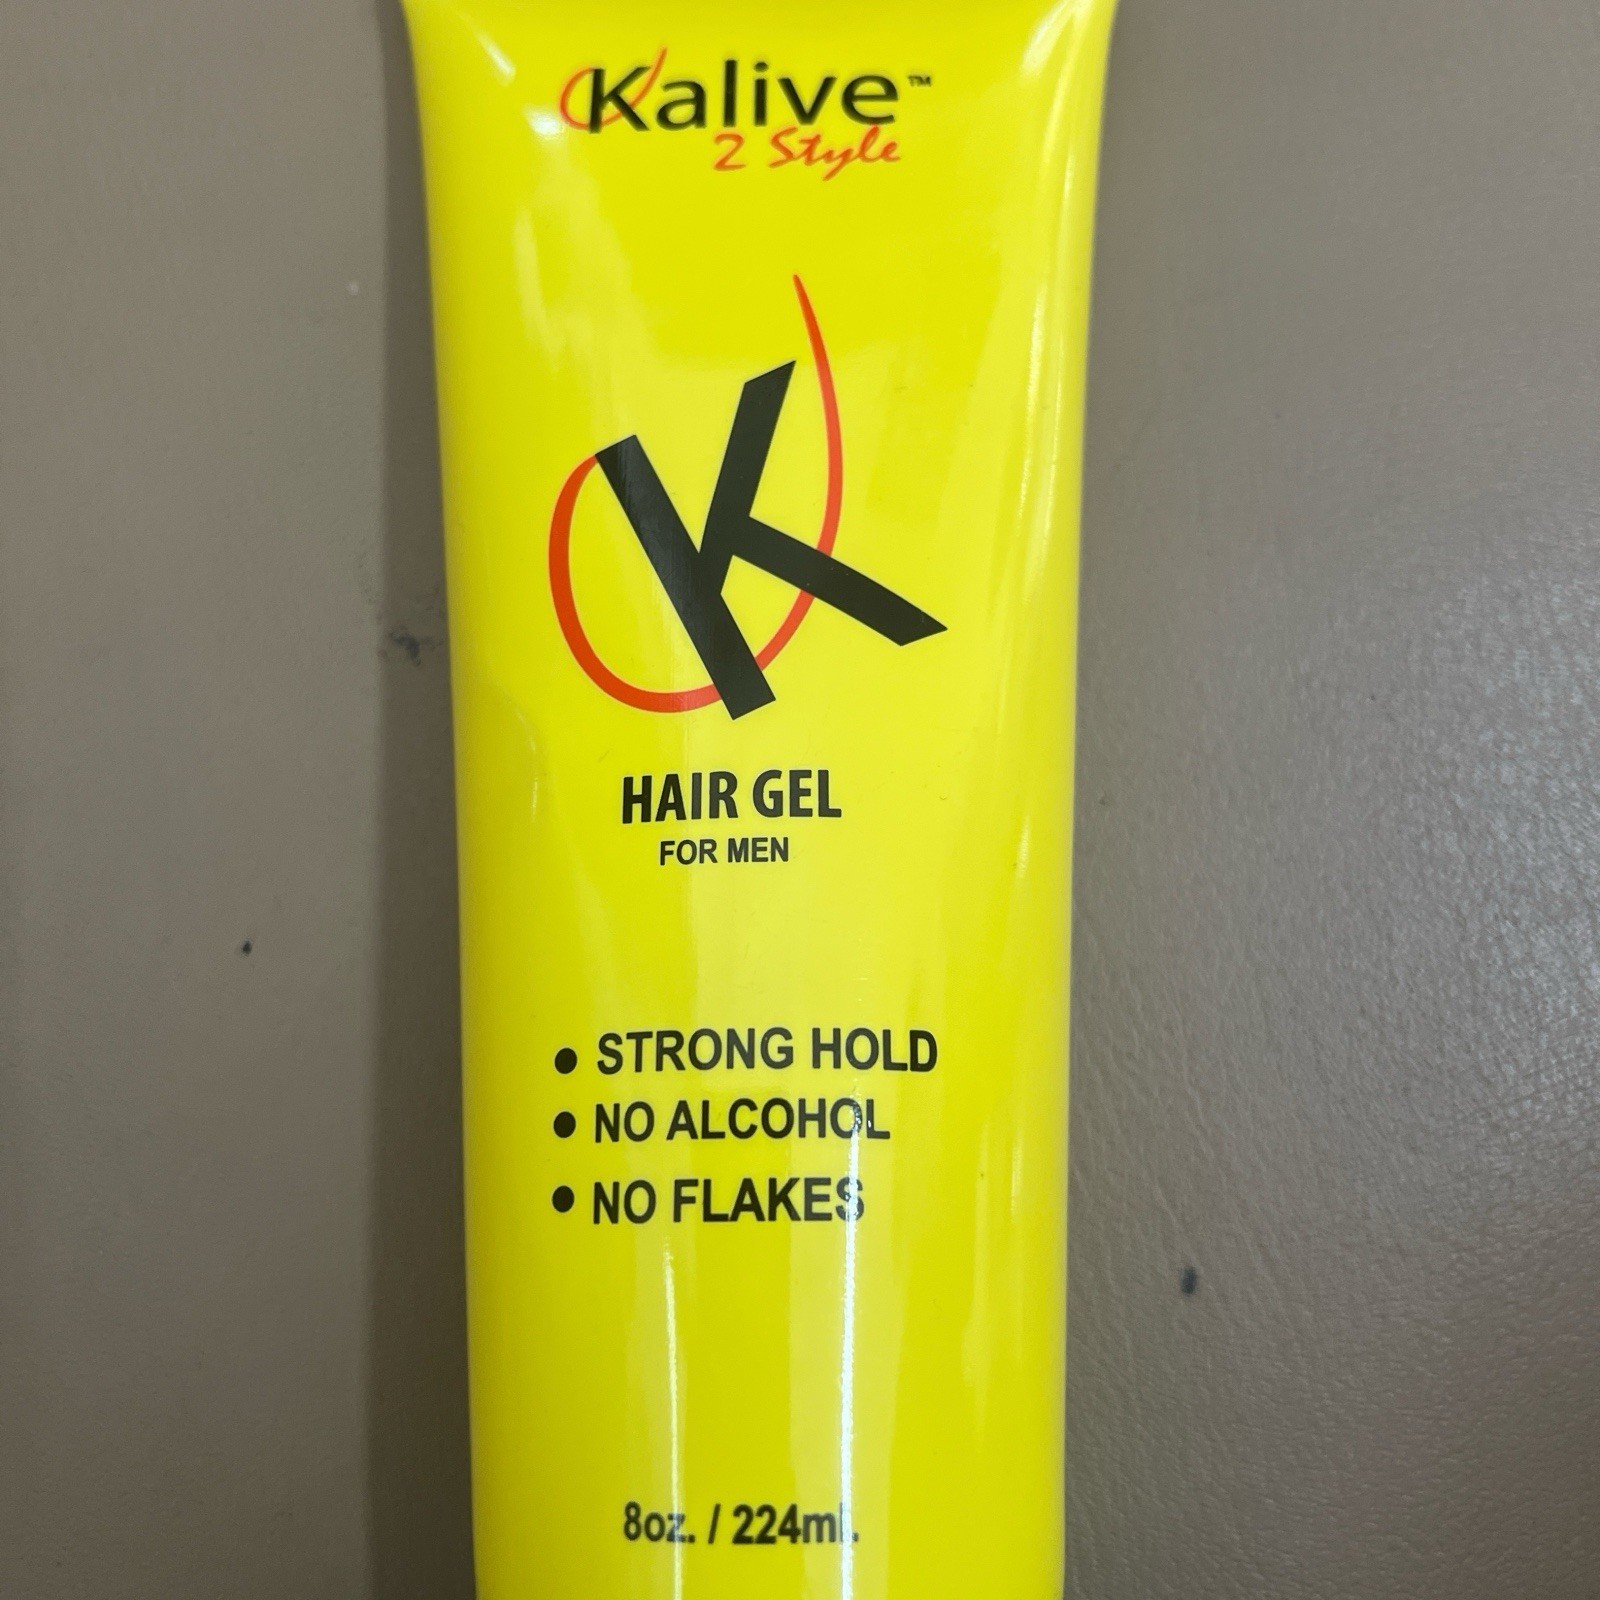 Kalive™
2 Style
K
HAIR GEL
FOR MEN
• STRONG HOLD
• NO ALCOHOL
• NO FLAKES
8oz. / 224ml.